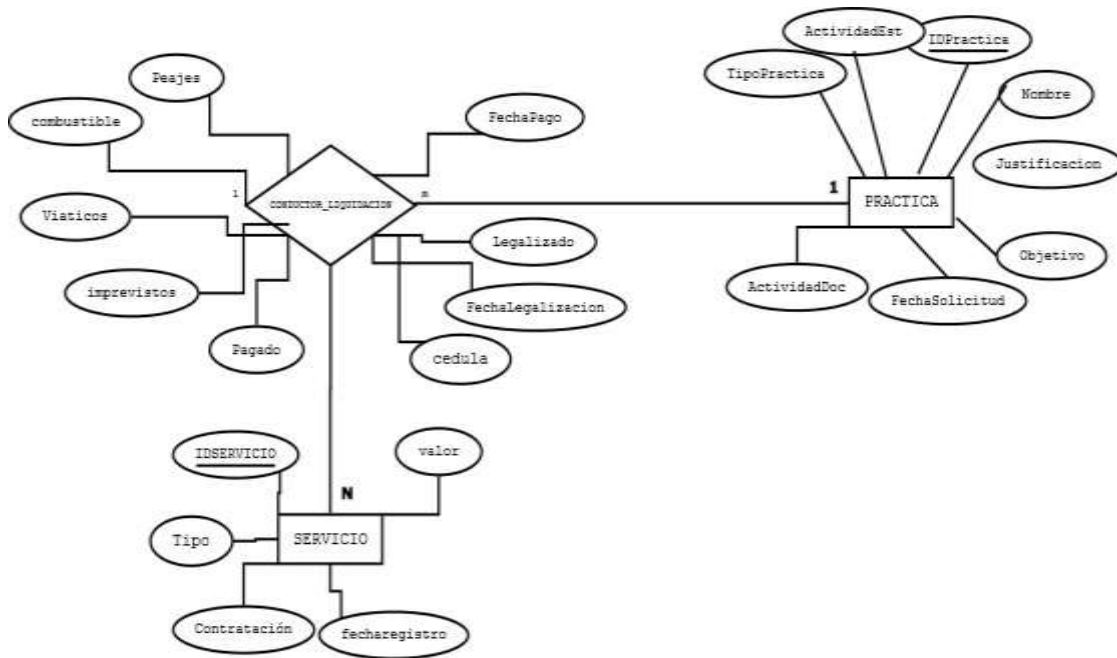 ActividadEst
IDPractica
TipoPractica
Peajes
Nombre
combustible
FechaPago
Justificacion
1
m
1
CONDUCTOR_LIQUIDACION
PRACTICA
Viaticos
Legalizado
Objetivo
imprevistos
ActividadDoc
FechaLegalizacion
FechaSolicitud
Pagado
cedula
IDSERVICIO
valor
N
Tipo
SERVICIO
Contratación
fecharegistro